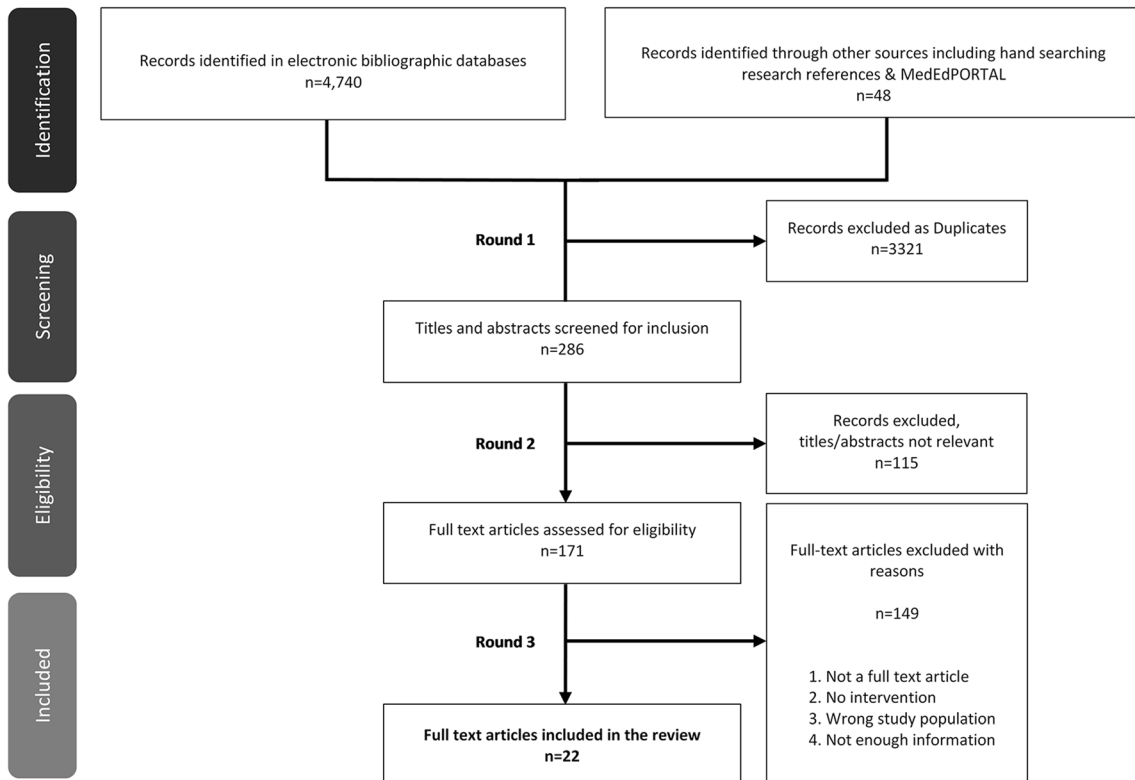 Identification
Records identified in electronic bibliographic databases
n=4,740
Records identified through other sources including hand searching
research references & MedEdPORTAL
n=48
Screening
Round 1
Records excluded as Duplicates
n=3321
Titles and abstracts screened for inclusion
n=286
Eligibility
Round 2
Records excluded,
titles/abstracts not relevant
n=115
Full text articles assessed for eligibility
n=171
Included
Round 3
Full-text articles excluded with
reasons
n=149
1. Not a full text article
2. No intervention
3. Wrong study population
4. Not enough information
Full text articles included in the review
n=22